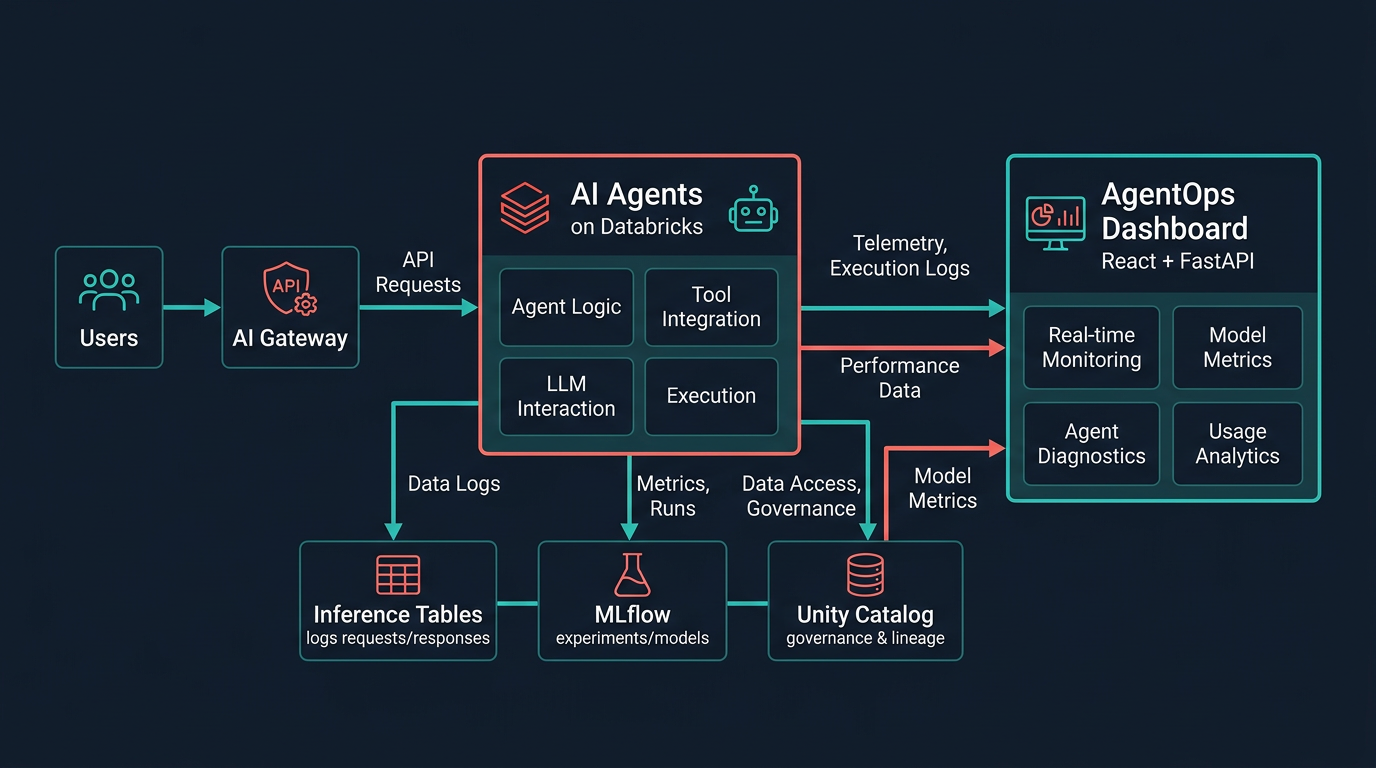 Users
API
AI Gateway
API
Requests
AI Agents
on Databricks
Agent Logic
Tool
Integration
LLM
Interaction
Execution
Telemetry,
Execution Logs
Performance
Data
AgentOps
Dashboard
React + FastAPI
Real-time
Monitoring
Model
Metrics
Agent
Diagnostics
Usage
Analytics
Data Logs
Metrics,
Runs
Data Access,
Governance
Model
Metrics
Inference Tables
logs requests/responses
MLflow
experiments/models
Unity Catalog
governance & lineage